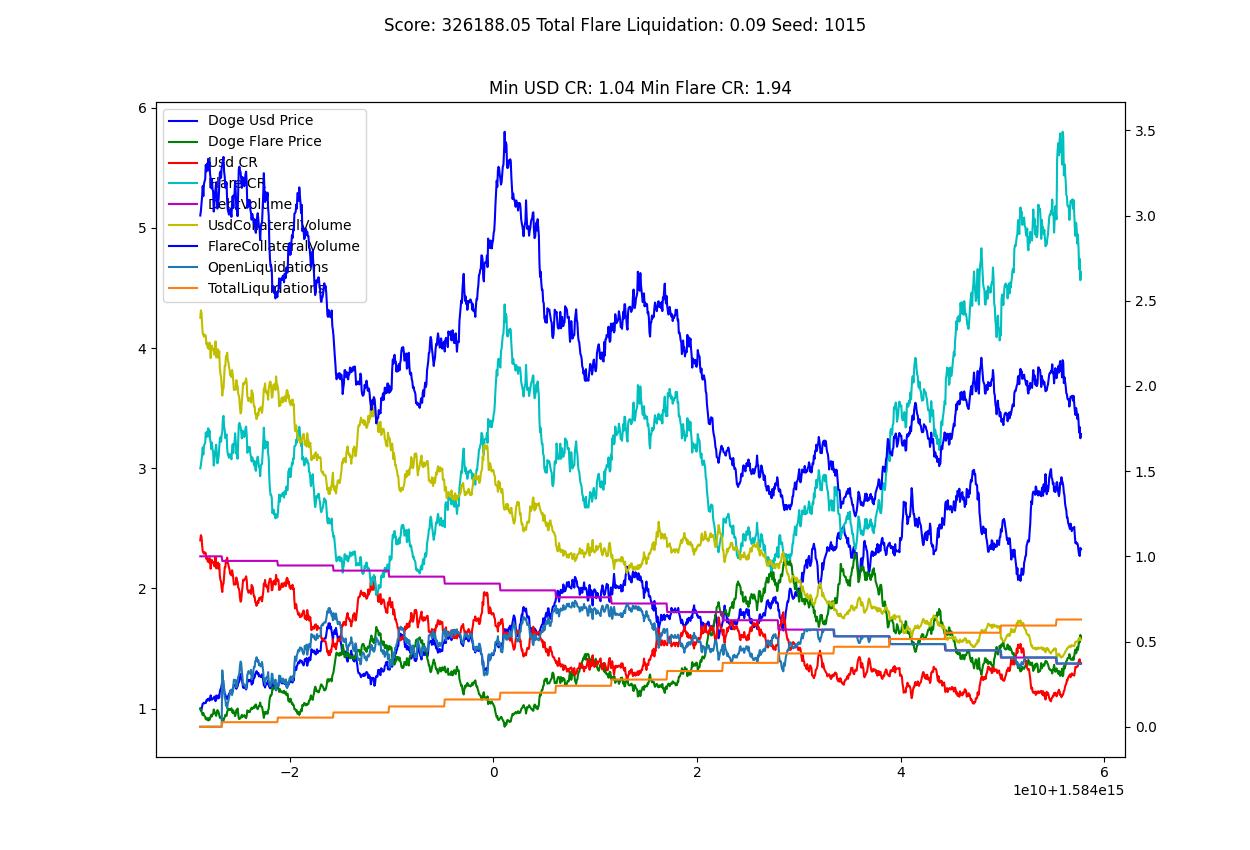 Score: 326188.05 Total Flare Liquidation: 0.09 Seed: 1015
Min USD CR: 1.04 Min Flare CR: 1.94
Doge Usd Price
Doge Flare Price
Usd CR
Flare CR
DebtVolume
UsdCollateralVolume
FlareCollateralVolume
OpenLiquidations
TotalLiquidations
6
5
4
3
2
1
3.5
3.0
2.5
2.0
1.5
1.0
0.5
0.0
−2
0
2
4
6
1e10+1.584e15